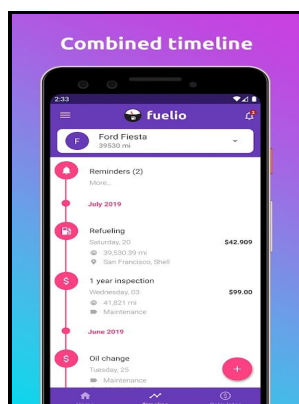 Combined timeline
2:33
fuelio
F
Ford Fiesta
39530 mi
Reminders (2)
More..
July 2019
Refueling
Saturday, 20
$42.909
39,530.39 mi
San Francisco, Shell
$
1 year inspection
Wednesday, 03
$99.00
41,821 mi
Maintenance
June 2019
$
Oil change
Tuesday, 25
+
Maintenance
$